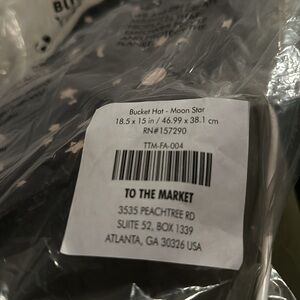 Bucket Hat - Moon Star
18.5 x 15 in / 46.99 x 38.1 cm
RN#157290
TTM-FA-004
TO THE MARKET
3535 PEACHTREE RD
SUITE 52, BOX 1339
ATLANTA, GA 30326 USA